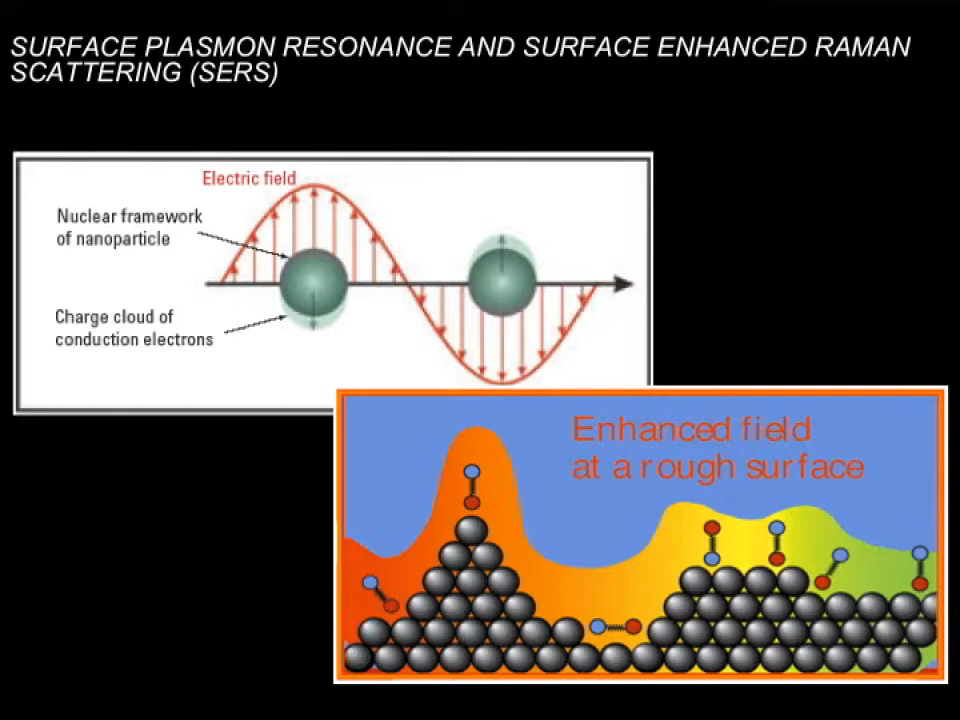 SURFACE PLASMON RESONANCE AND SURFACE ENHANCED RAMAN
SCATTERING (SERS)
Electric field
Nuclear framework
of nanoparticle
Charge cloud of
conduction electrons
Enhanced field
at a rough surface